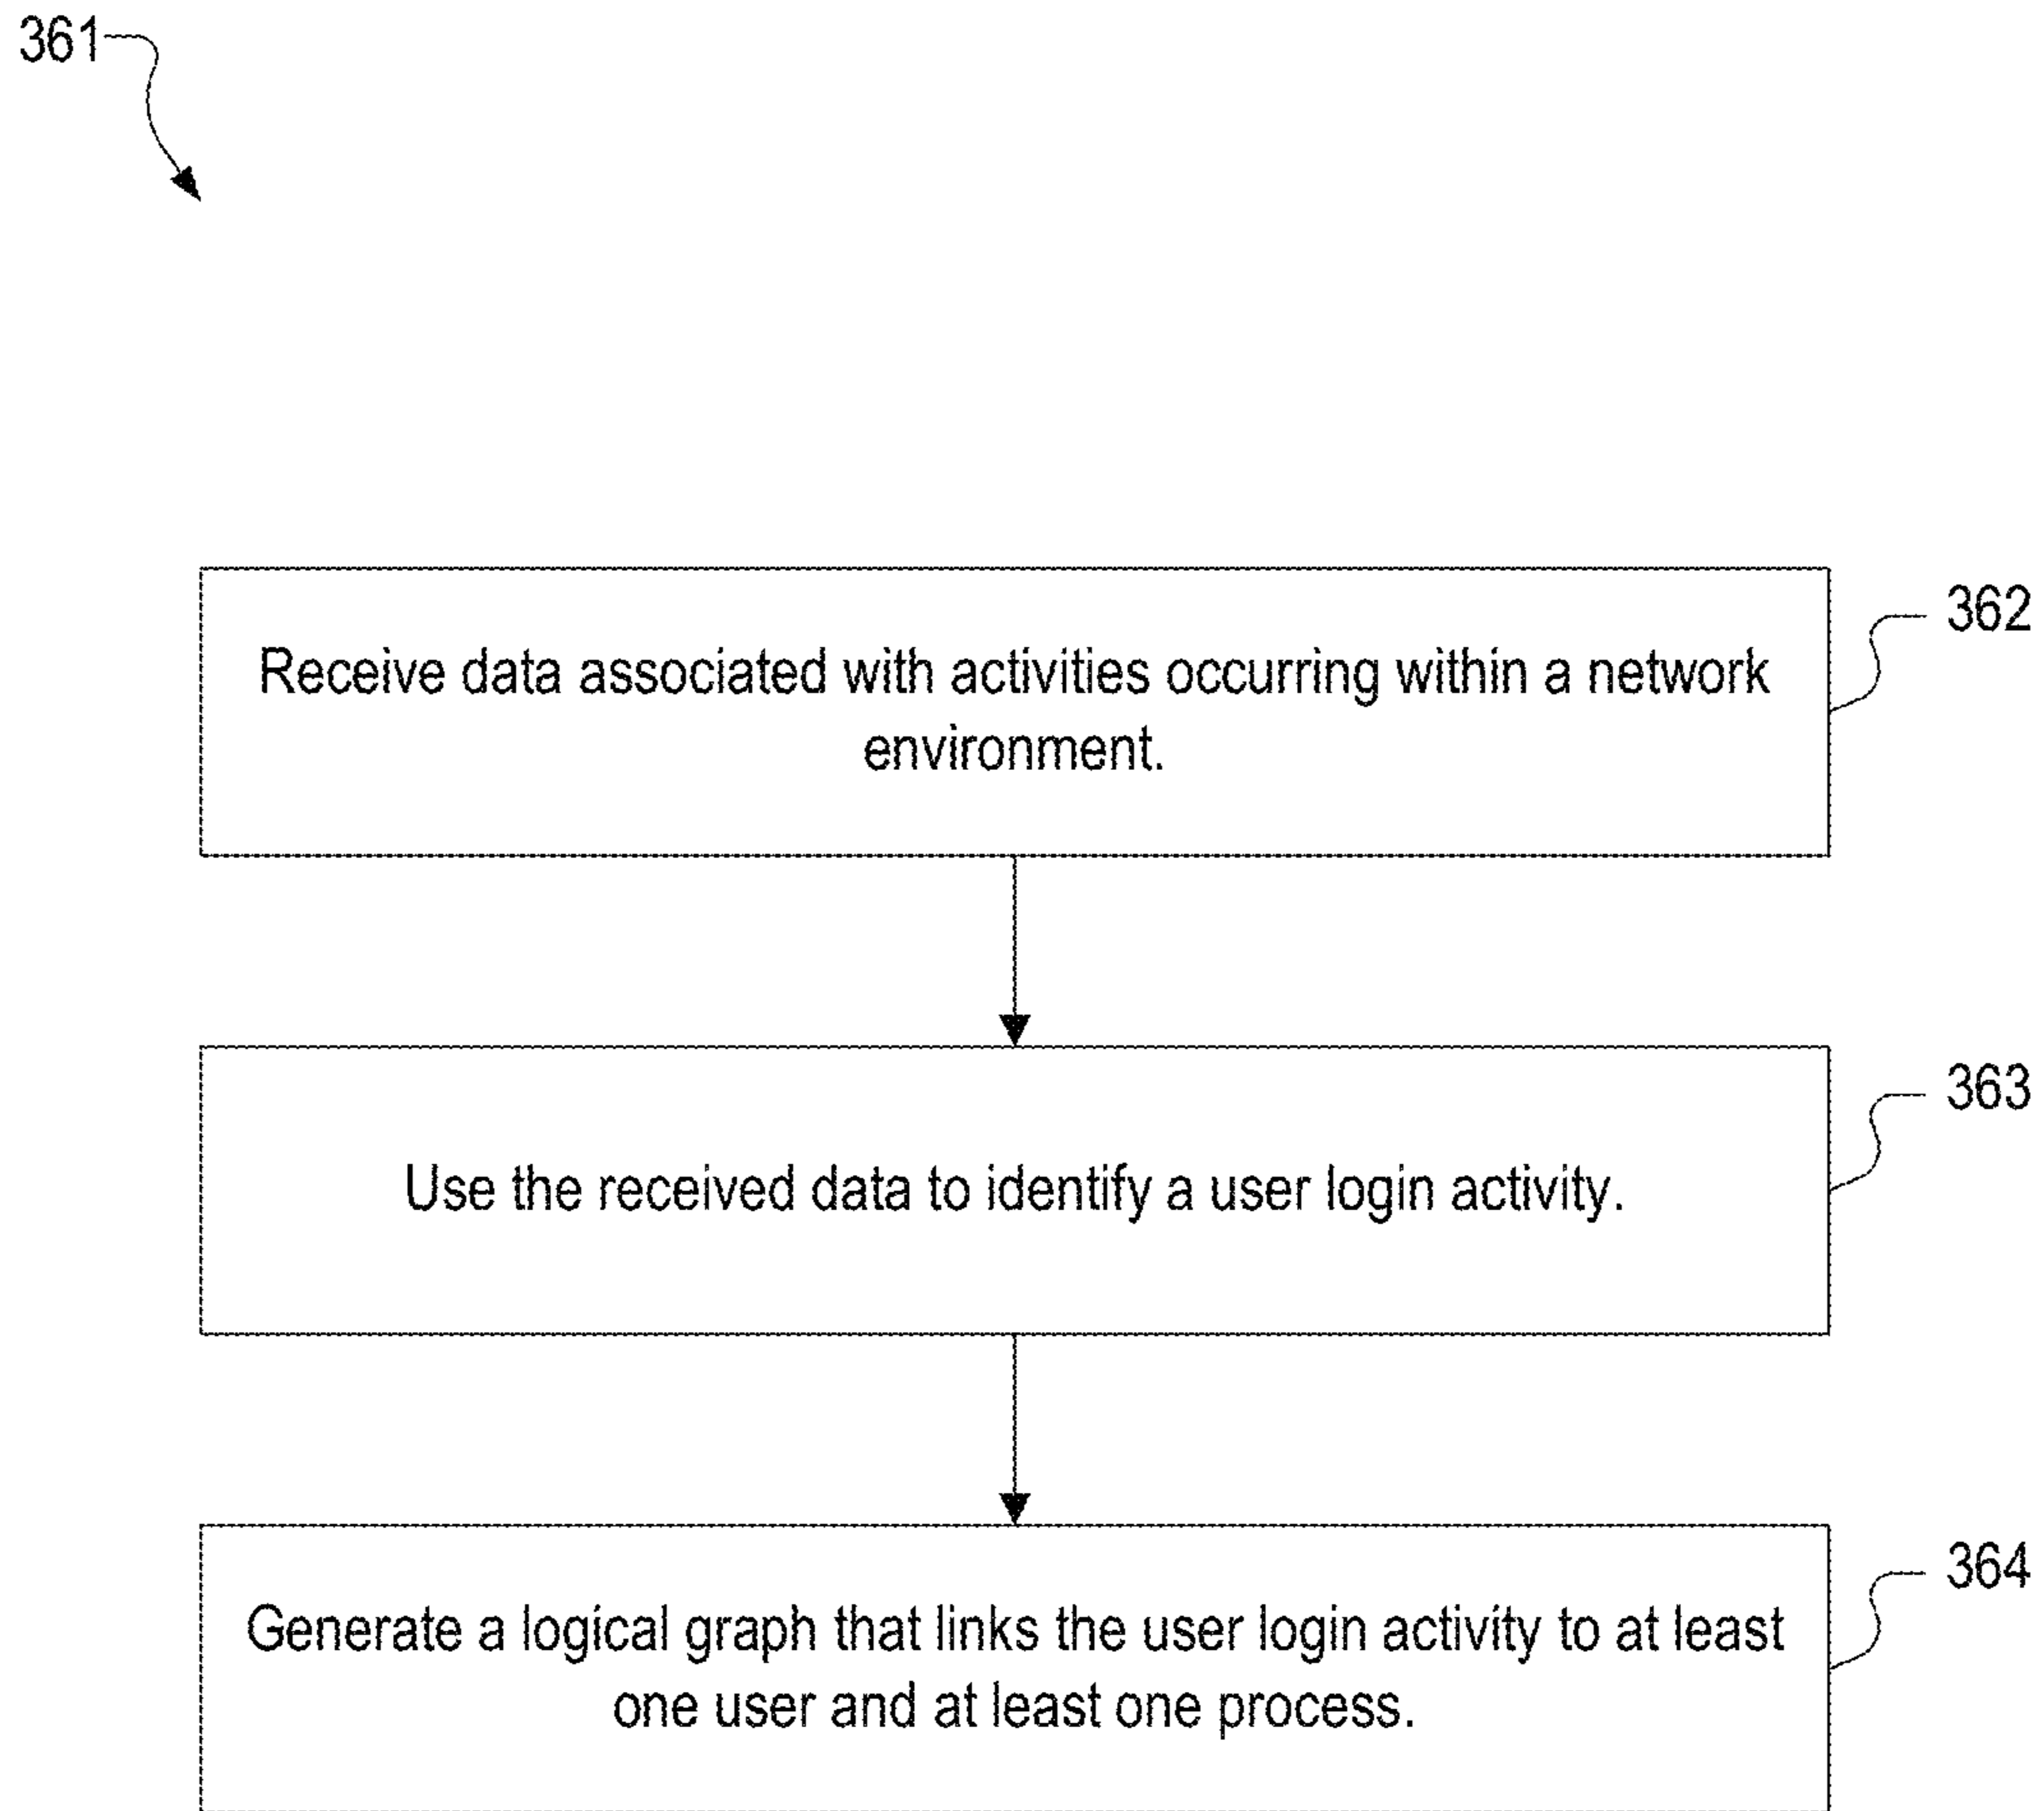 361
362
Receive data associated with activities occurring within a network
environment.
363
Use the received data to identify a user login activity.
364
Generate a logical graph that links the user login activity to at least
one user and at least one process.